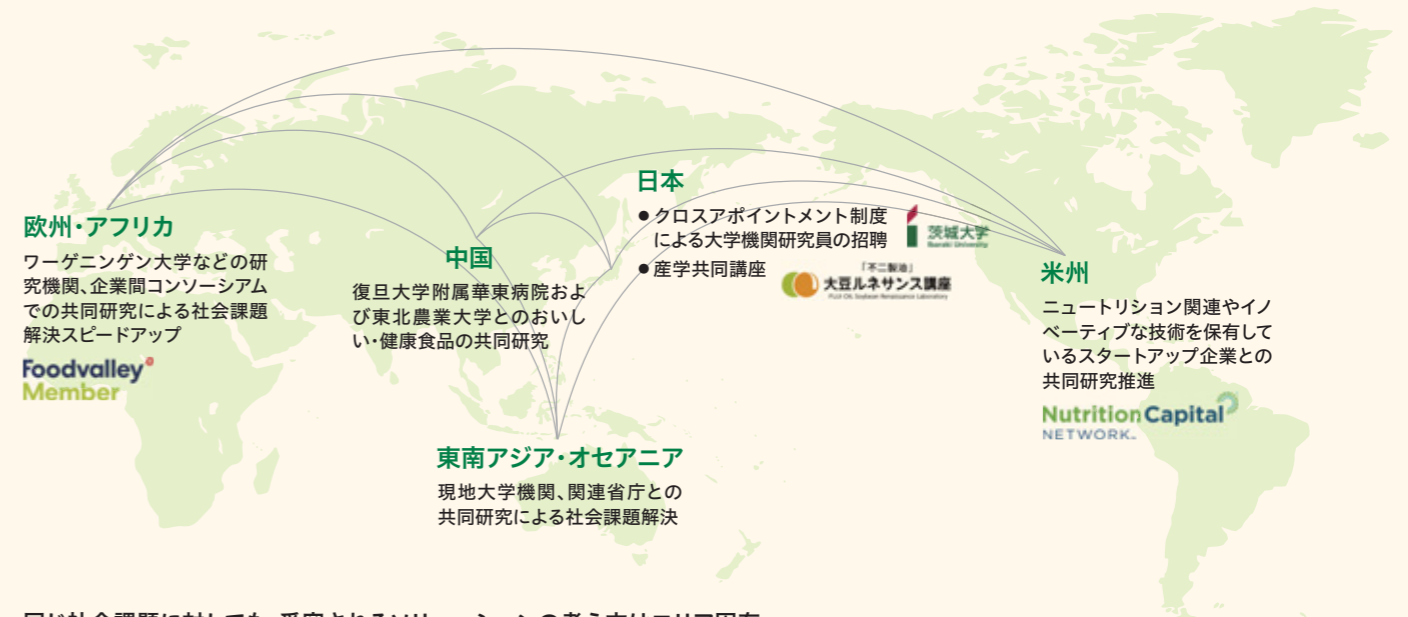 欧州・アフリカ
ワーゲニンゲン大学などの研
究機関、企業間コンソーシアム
での共同研究による社会課題
解決スピードアップ
Foodvalley
Member
中国
復旦大学附属華東病院およ
び東北農業大学とのおいし
い・健康食品の共同研究
日本
●クロスアポイントメント制度
による大学機関研究員の招聘
茨城大学
Ibaraki University
●産学共同講座
「不二製油」
大豆ルネサンス講座
FUJI OIL Soybean Renaissance Laboratory
東南アジア・オセアニア
現地大学機関、関連省庁との
共同研究による社会課題解決
米州
ニュートリション関連やイノ
ベーティブな技術を保有して
いるスタートアップ企業との
共同研究推進
Nutrition Capital
NETWORK™